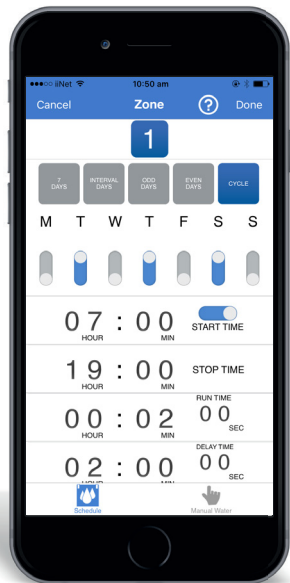 iiNet 10:50 am
Cancel Zone ? Done
1
7 DAYS INTERVAL DAYS ODD DAYS EVEN DAYS CYCLE
M T W T F S S
07 : 00 START TIME
HOUR MIN
19 : 00 STOP TIME
HOUR MIN
RUN TIME
00 : 02 00 SEC
HOUR MIN
DELAY TIME
02 : 00 00 SEC
HOUR MIN
Schedule Manual Water